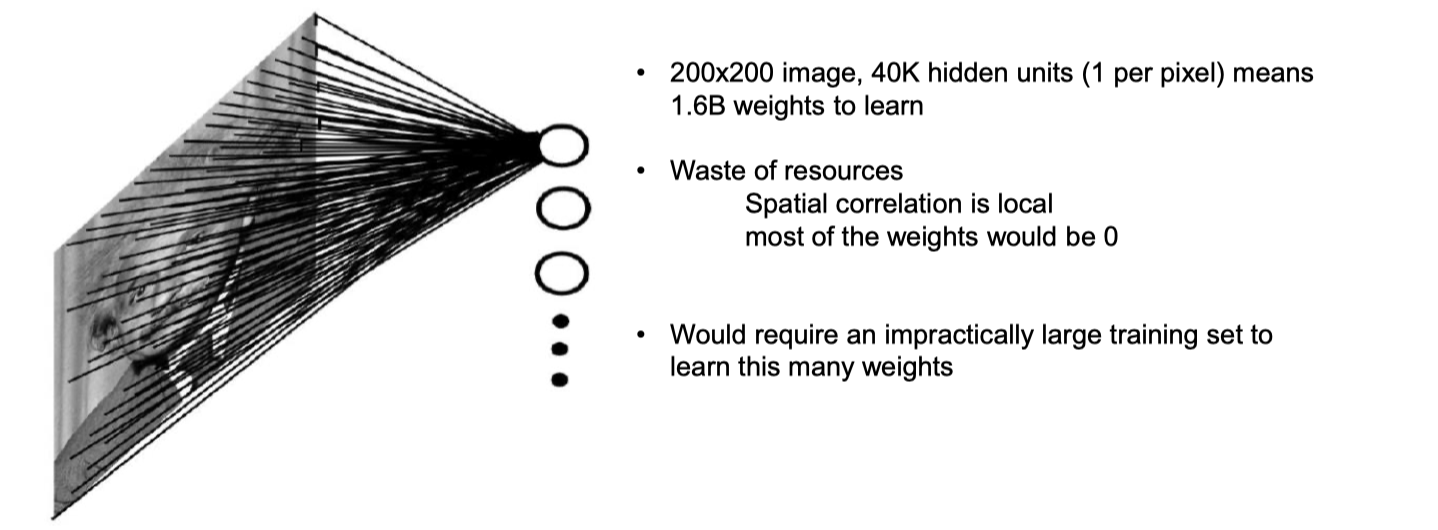 • 200x200 image, 40K hidden units (1 per pixel) means
1.6B weights to learn
• Waste of resources
Spatial correlation is local
most of the weights would be 0
• Would require an impractically large training set to
learn this many weights